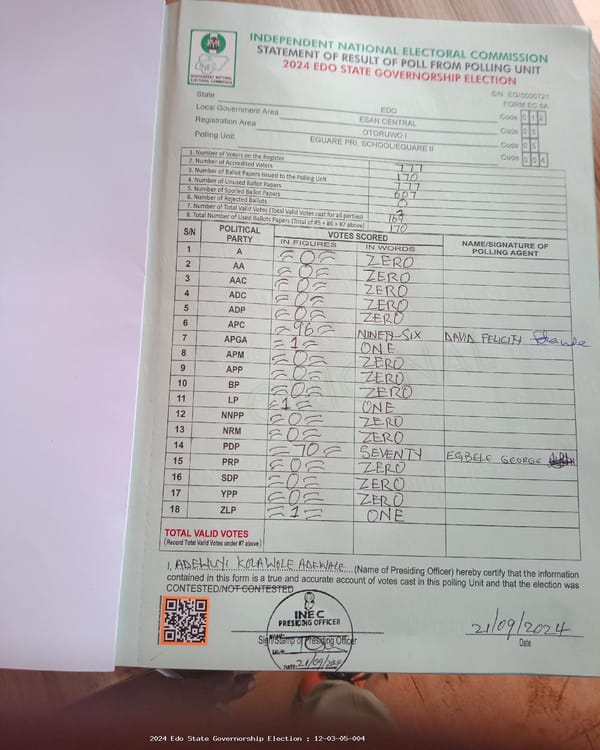 INDEPENDENT NATIONAL ELECTORAL COMMISSION
STATEMENT OF RESULT OF POLL FROM POLLING UNIT
2024 EDO STATE GOVERNORSHIP ELECTION
INEC
INDEPENDENT NATIONAL
ELECTORAL COMMISSION
S/N: EG/0000721
FORM EC 8A
State EDO Code 0 1 2
Local Government Area ESAN CENTRAL Code 0 3
Registration Area OTORUWO I Code 0 5
Polling Unit EGUARE PRI. SCHOOL/EGUARE II Code 0 0 4
1. Number of Voters on the Register 777
2. Number of Accredited Voters 170
3. Number of Ballot Papers Issued to the Polling Unit 777
4. Number of Unused Ballot Papers 607
5. Number of Spoiled Ballot Papers 0
6. Number of Rejected Ballots
7. Number of Total Valid Votes (Total Valid Votes cast for all parties) 169
8. Total Number of Used Ballots Papers (Total of #5 + #6 + #7 above) 170
S/N POLITICAL PARTY VOTES SCORED NAME/SIGNATURE OF POLLING AGENT
IN FIGURES IN WORDS
1 A 0 ZERO
2 AA 0 ZERO
3 AAC 0 ZERO
4 ADC 0 ZERO
5 ADP 0 ZERO
6 APC 96 NINETY-SIX DAVID FELICITY
7 APGA 1 ONE
8 APM 0 ZERO
9 APP 0 ZERO
10 BP 0 ZERO
11 LP 1 ONE
12 NNPP 0 ZERO
13 NRM 0 ZERO
14 PDP 70 SEVENTY EGBELE GEORGE
15 PRP 0 ZERO
16 SDP 0 ZERO
17 YPP 0 ZERO
18 ZLP 1 ONE
TOTAL VALID VOTES
(Record Total Valid Votes under #7 above)
I, ADEWUYI KOLAWOLE ADEWALE (Name of Presiding Officer) hereby certify that the information
contained in this form is a true and accurate account of votes cast in this polling Unit and that the election was
CONTESTED/NOT CONTESTED
INEC
PRESIDING OFFICER
Sign/Stamp of Presiding Officer
DATE: 21/09/2024
21/09/2024
Date
2024 Edo State Governorship Election : 12-03-05-004